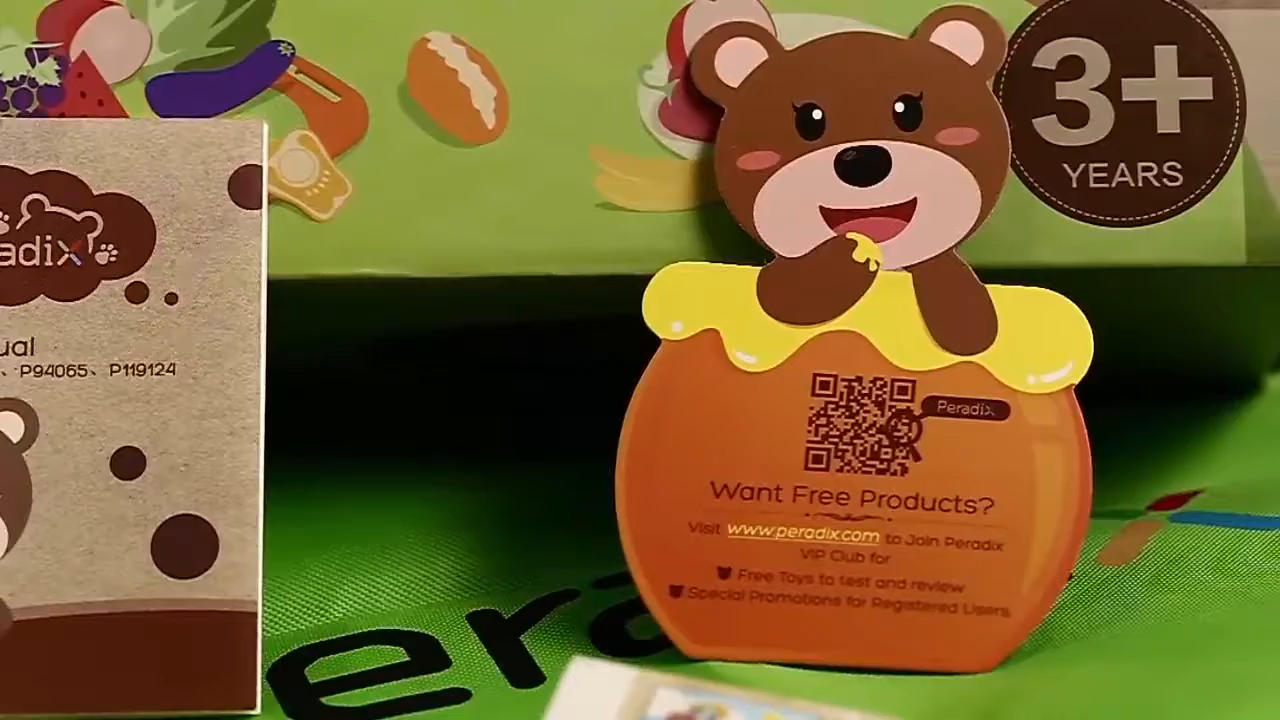 3+
YEARS
adix
ual
、P94065、P119124
Peradix
Want Free Products?
Visit www.peradix.com to Join Peradix
VIP Club for
Free Toys to test and review
Special Promotions for Registered Users
era